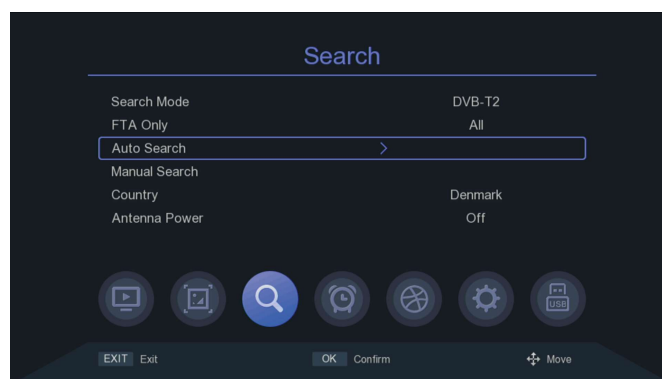 Search
Search Mode DVB-T2
FTA Only All
Auto Search
Manual Search
Country Denmark
Antenna Power Off
USB
EXIT Exit OK Confirm Move